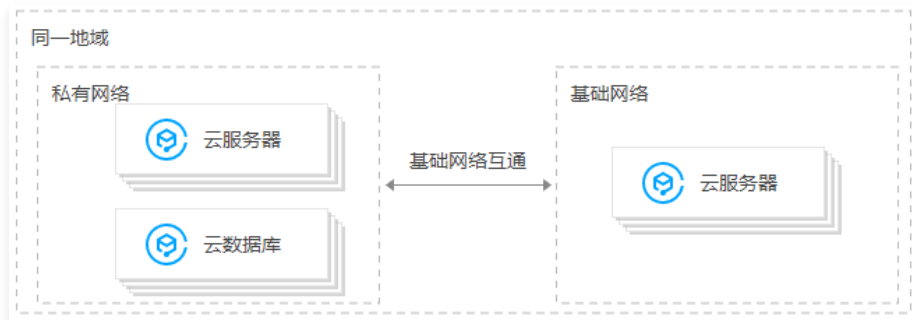 同一地域
私有网络
基础网络
云服务器
基础网络互通
云服务器
云数据库